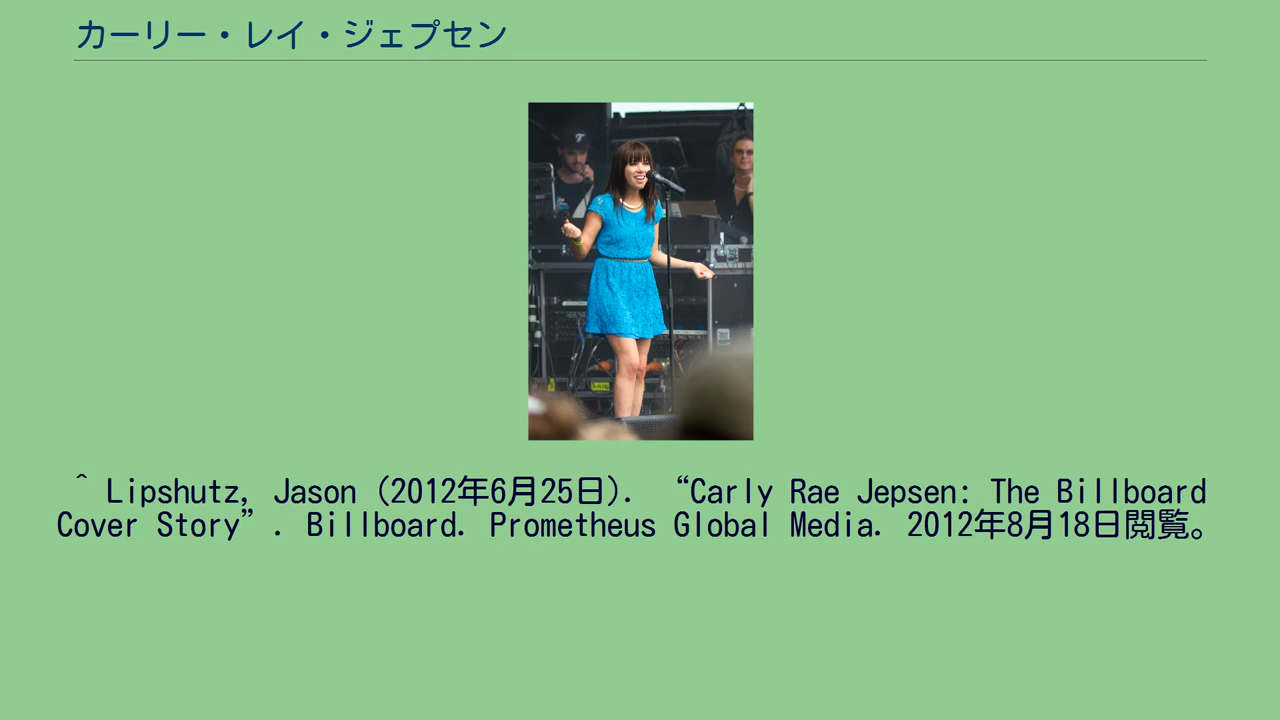 カーリー・レイ・ジェプセン
^ Lipshutz, Jason (2012年6月25日). “Carly Rae Jepsen: The Billboard
Cover Story”. Billboard. Prometheus Global Media. 2012年8月18日閲覧。